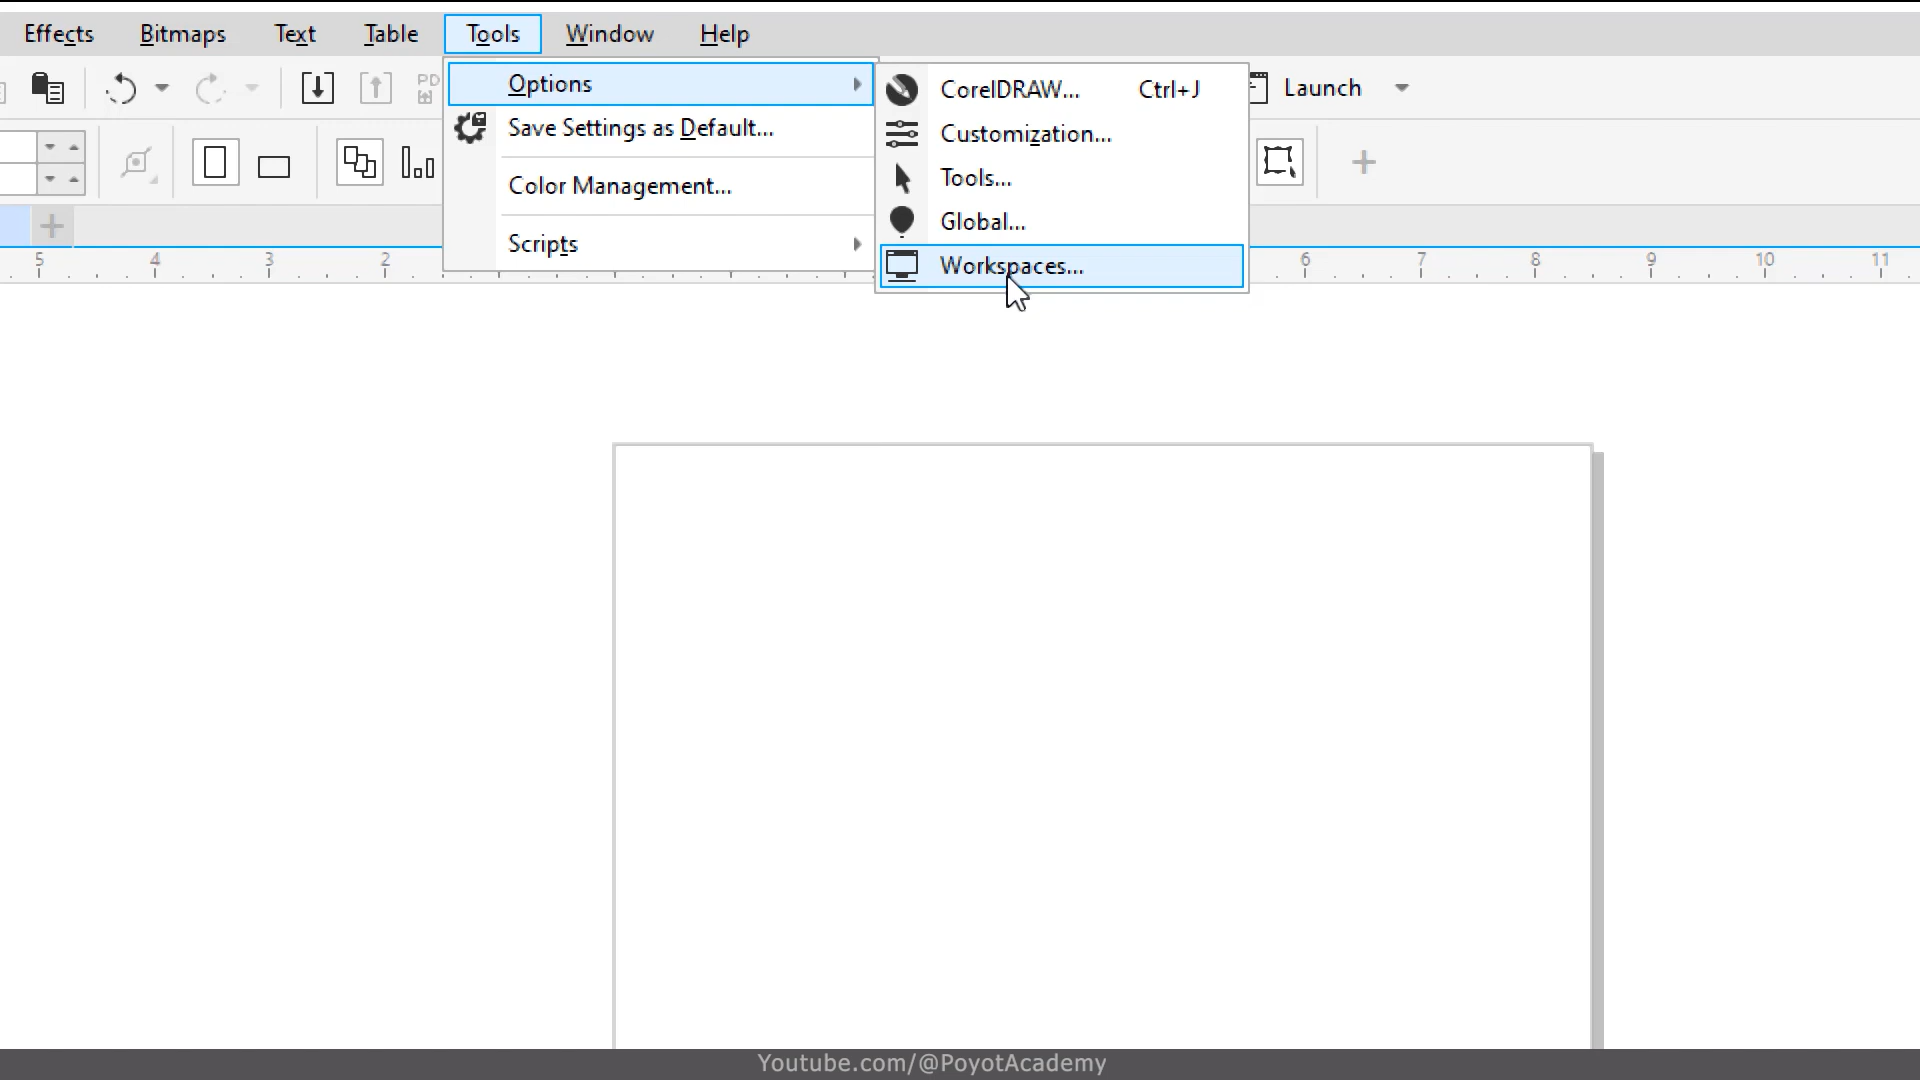 Effects Bitmaps Text Table Tools Window Help
Options
Save Settings as Default...
Color Management...
Scripts
CorelDRAW... Ctrl+J
Customization...
Tools...
Global...
Workspaces...
PD
Launch
5 4 3 2 6 7 8 9 10 11
Youtube.com/@PoyotAcademy